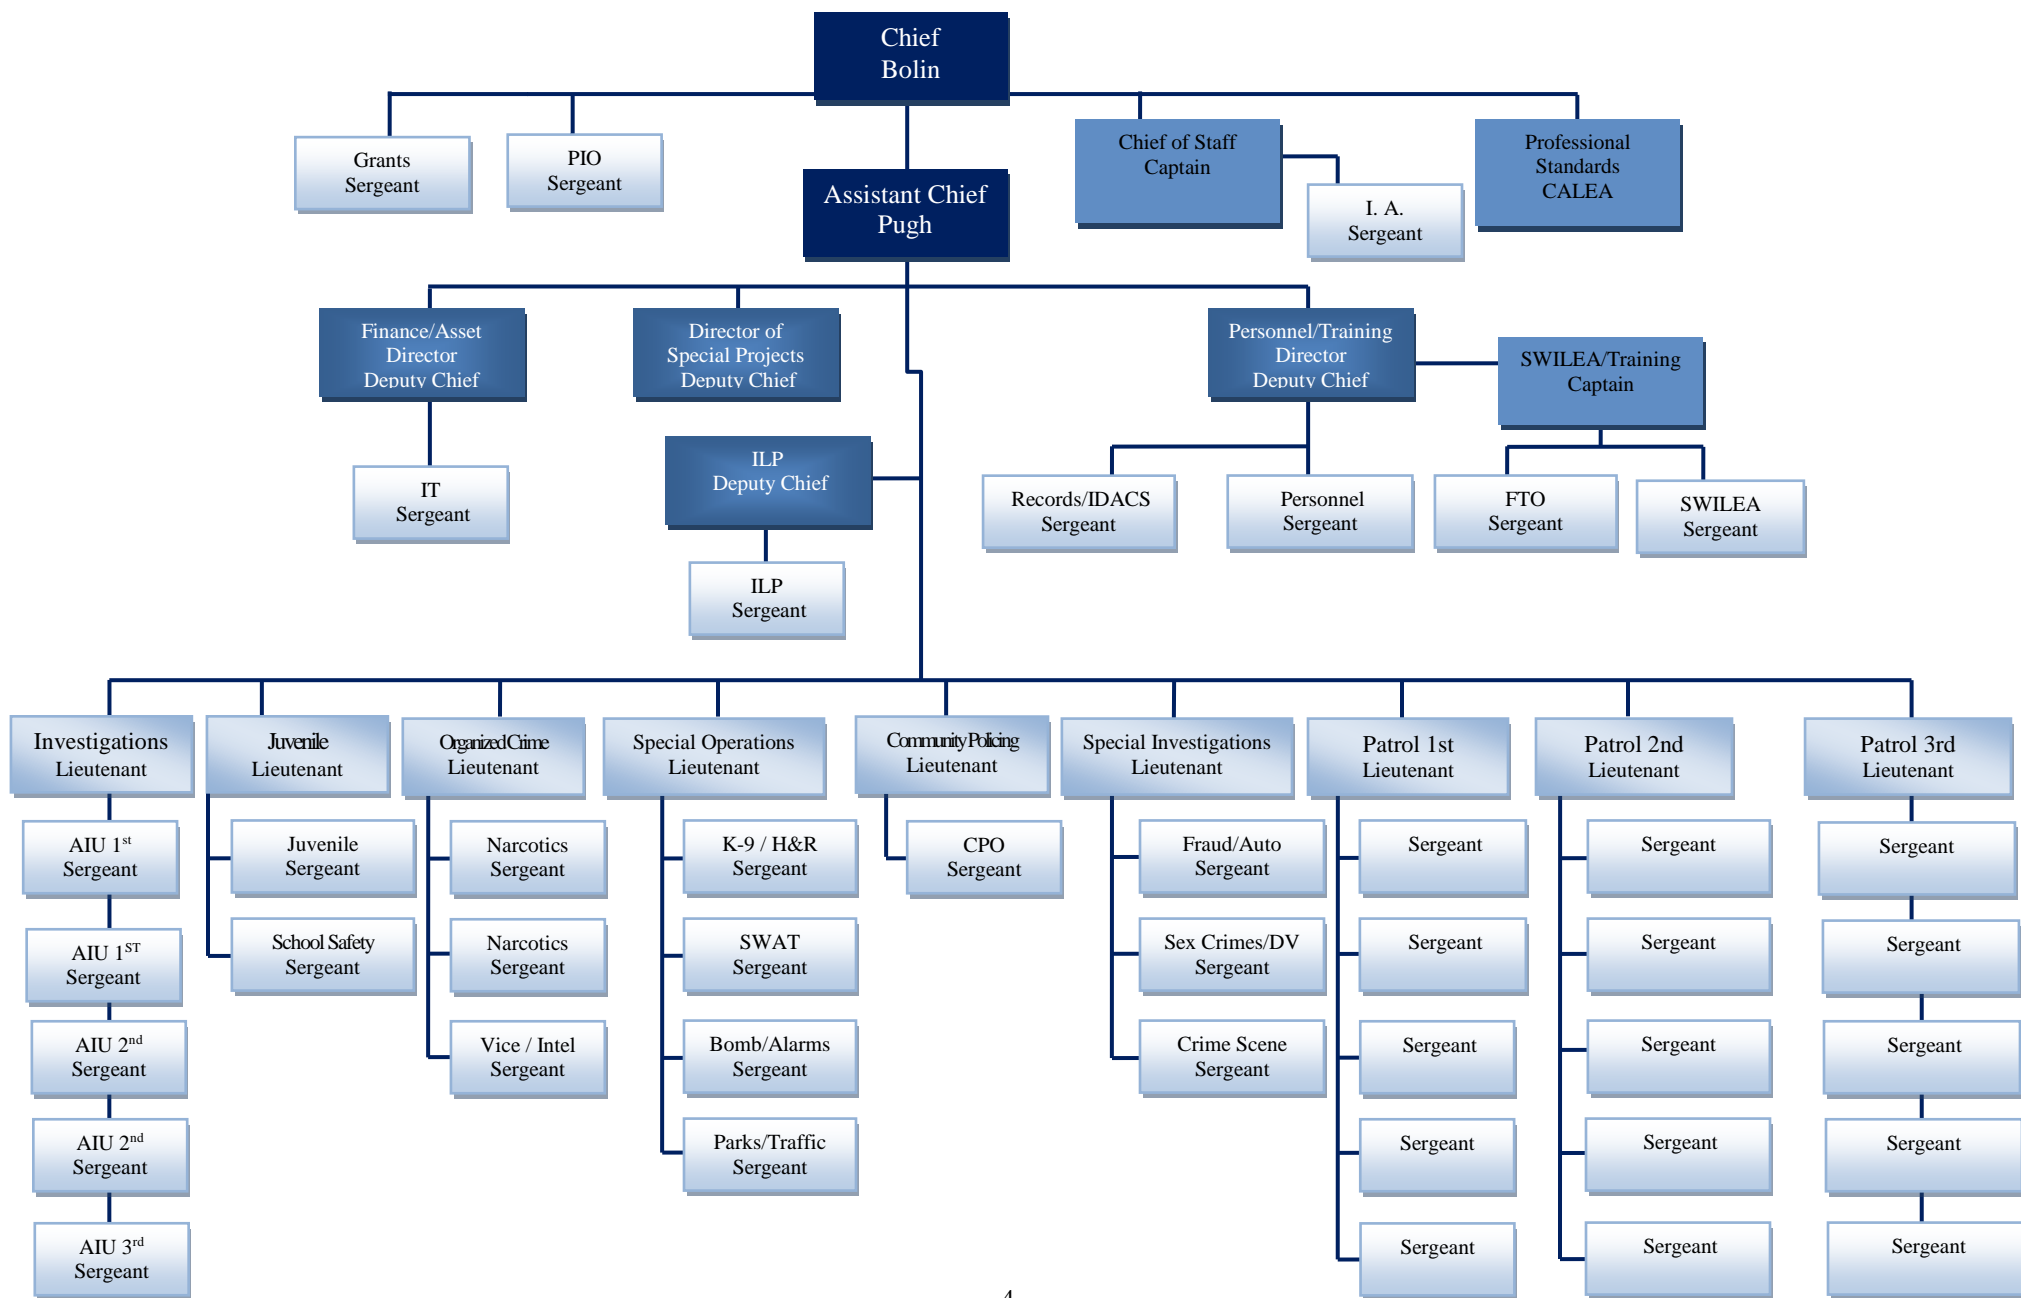 Chief
Bolin
Grants
Sergeant
PIO
Sergeant
Chief of Staff
Captain
Professional
Standards
CALEA
Assistant Chief
Pugh
I. A.
Sergeant
Finance/Asset
Director
Deputy Chief
Director of
Special Projects
Deputy Chief
Personnel/Training
Director
Deputy Chief
SWILEA/Training
Captain
ILP
Deputy Chief
IT
Sergeant
Records/IDACS
Sergeant
Personnel
Sergeant
FTO
Sergeant
SWILEA
Sergeant
ILP
Sergeant
Investigations
Lieutenant
Juvenile
Lieutenant
Organized Crime
Lieutenant
Special Operations
Lieutenant
Community Policing
Lieutenant
Special Investigations
Lieutenant
Patrol 1st
Lieutenant
Patrol 2nd
Lieutenant
Patrol 3rd
Lieutenant
AIU 1st
Sergeant
Juvenile
Sergeant
Narcotics
Sergeant
K-9 / H&R
Sergeant
CPO
Sergeant
Fraud/Auto
Sergeant
Sergeant
Sergeant
Sergeant
AIU 1ST
Sergeant
School Safety
Sergeant
Narcotics
Sergeant
SWAT
Sergeant
Sex Crimes/DV
Sergeant
Sergeant
Sergeant
Sergeant
AIU 2nd
Sergeant
Vice / Intel
Sergeant
Bomb/Alarms
Sergeant
Crime Scene
Sergeant
Sergeant
Sergeant
Sergeant
AIU 2nd
Sergeant
Parks/Traffic
Sergeant
Sergeant
Sergeant
Sergeant
AIU 3rd
Sergeant
Sergeant
Sergeant
Sergeant
4